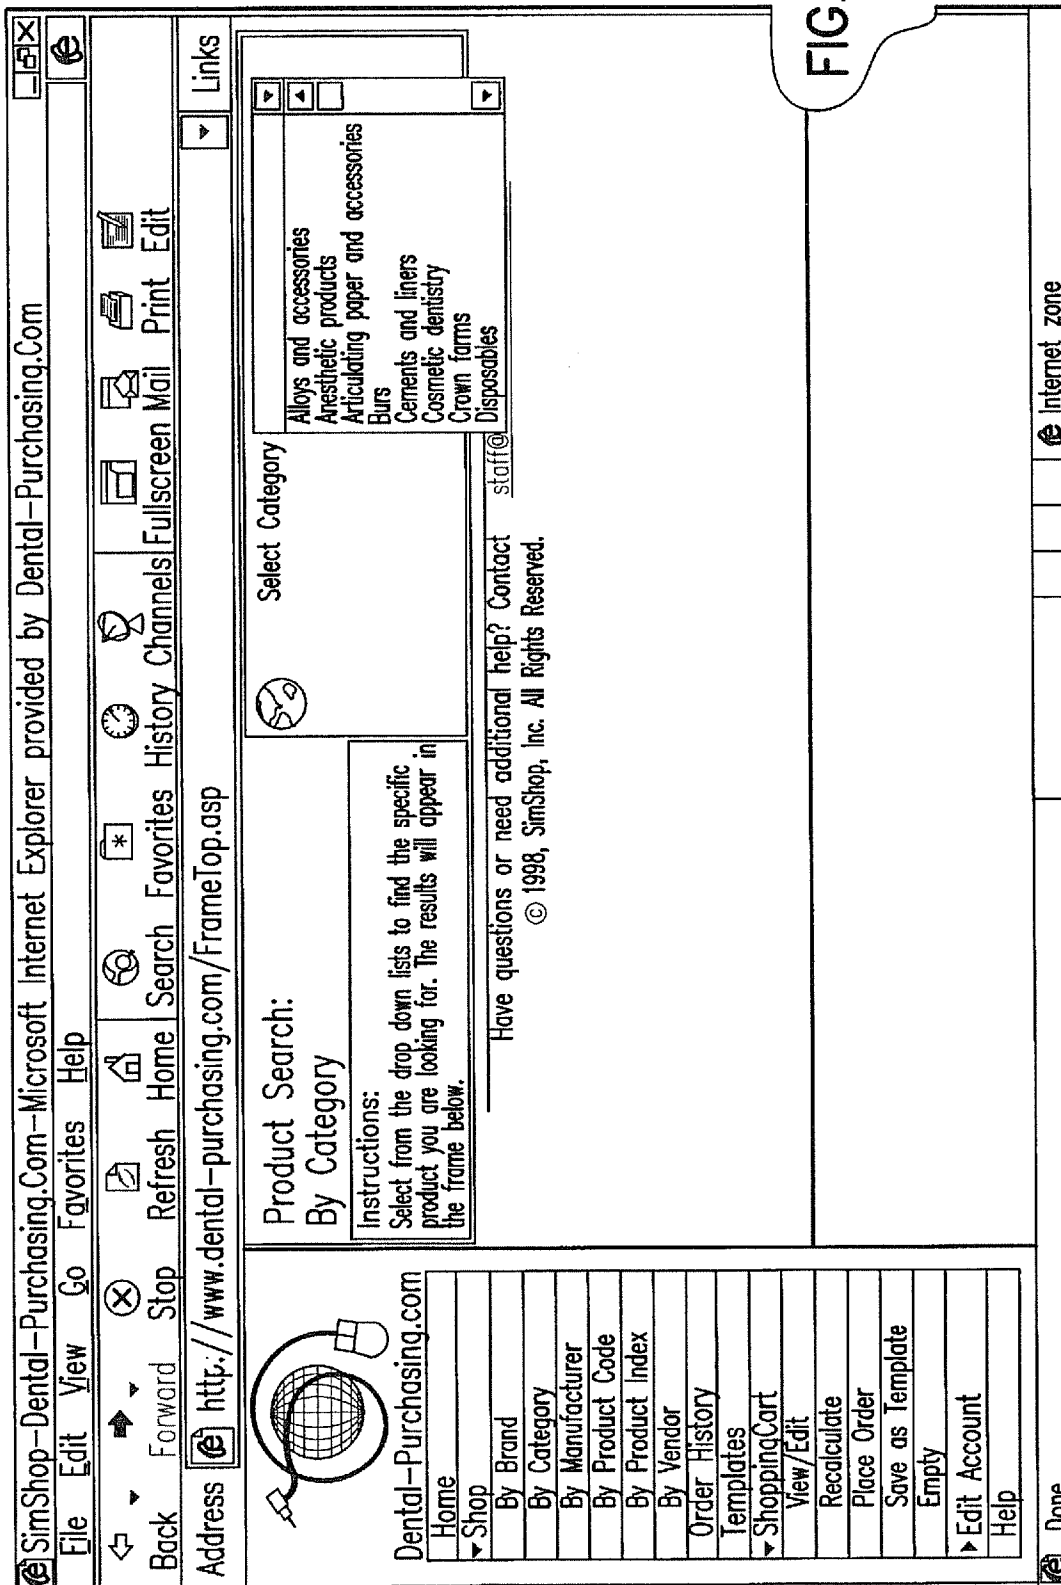 SimShop-Dental-Purchasing.Com-Microsoft Internet Explorer provided by Dental-Purchasing.Com
File Edit View Go Favorites Help
Back Forward Stop Refresh Home Search Favorites History Channels Fullscreen Mail Print Edit
Address http://www.dental-purchasing.com/FrameTop.asp Links
Dental-Purchasing.com
Home
Shop
By Brand
By Category
By Manufacturer
By Product Code
By Product Index
By Vendor
Order History
Templates
ShoppingCart
View/Edit
Recalculate
Place Order
Save as Template
Empty
Edit Account
Help
Product Search:
By Category
Instructions:
Select from the drop down lists to find the specific
product you are looking for. The results will appear in
the frame below.
Select Category
Alloys and accessories
Anesthetic products
Articulating paper and accessories
Burs
Cements and liners
Cosmetic dentistry
Crown farms
Disposables
Have questions or need additional help? Contact staff@
© 1998, SimShop, Inc. All Rights Reserved.
FIG.
Done Internet zone